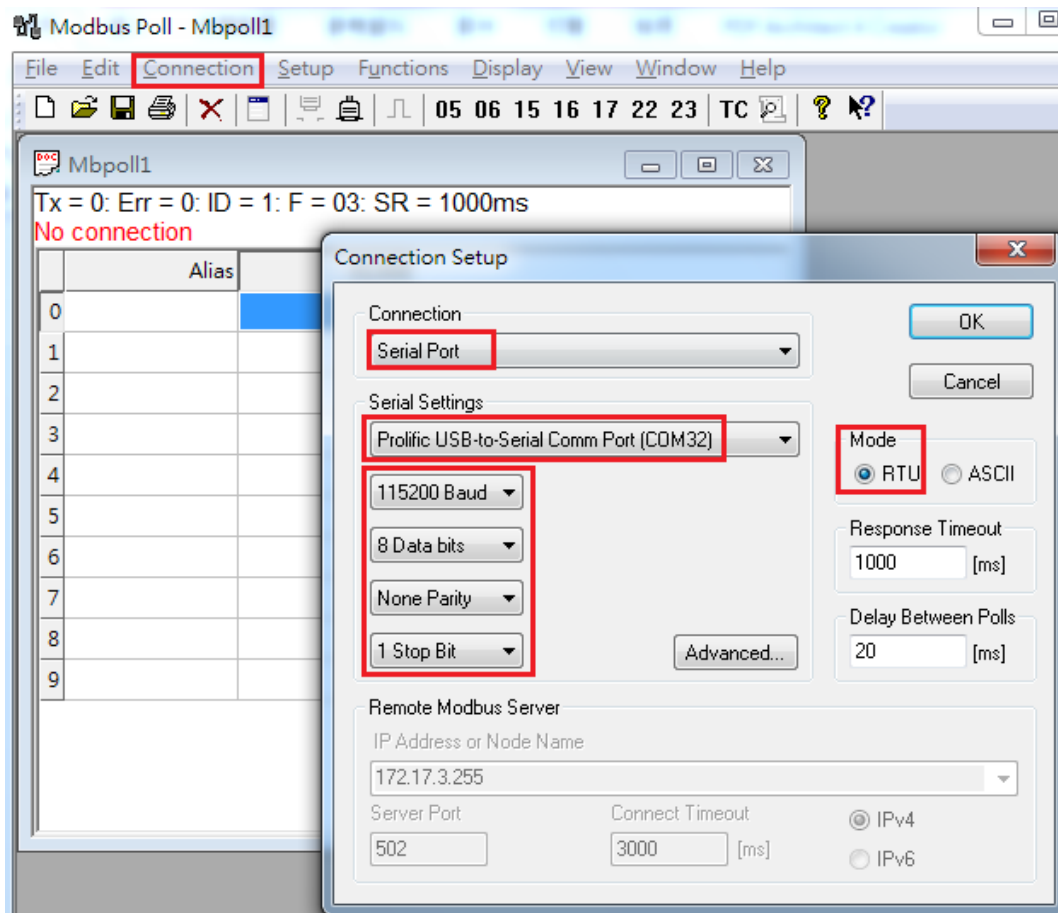 Modbus Poll - Mbpoll1
File Edit Connection Setup Functions Display View Window Help
05 06 15 16 17 22 23 TC
Mbpoll1
Tx = 0: Err = 0: ID = 1: F = 03: SR = 1000ms
No connection
Alias
0
1
2
3
4
5
6
7
8
9
Connection Setup
Connection
Serial Port
OK
Cancel
Serial Settings
Prolific USB-to-Serial Comm Port (COM32)
115200 Baud
8 Data bits
None Parity
1 Stop Bit
Advanced...
Mode
RTU ASCII
Response Timeout
1000 [ms]
Delay Between Polls
20 [ms]
Remote Modbus Server
IP Address or Node Name
172.17.3.255
Server Port
502
Connect Timeout
3000 [ms]
IPv4
IPv6